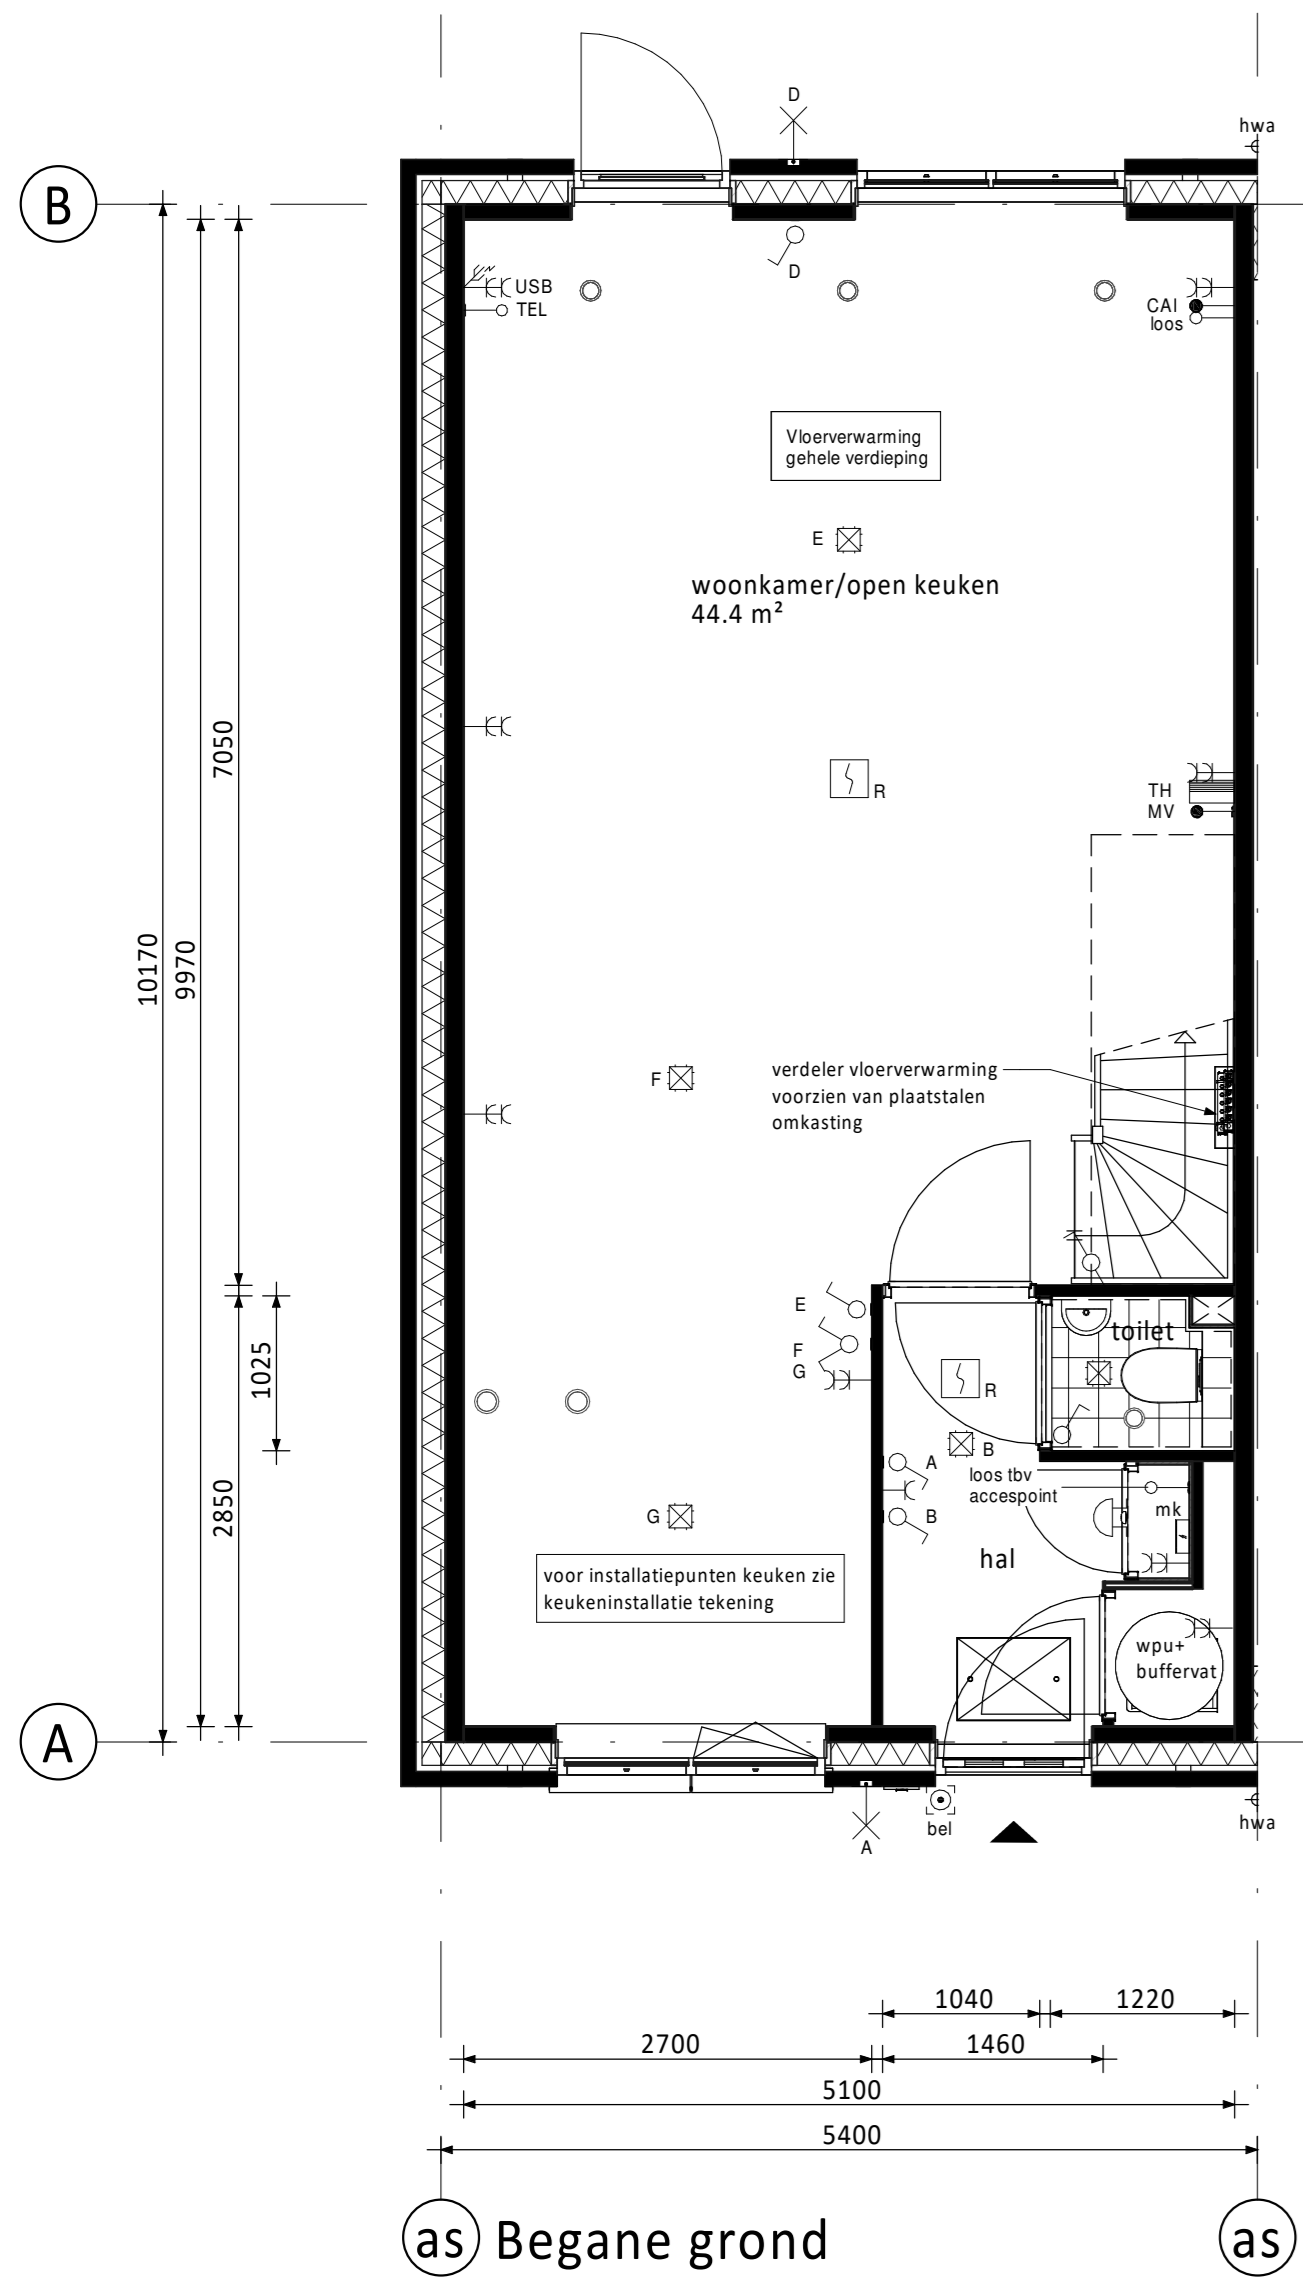 D
hwa
B
D
USB
TEL
CAI
loos
Vloerverwarming
gehele verdieping
E
woonkamer/open keuken
44.4 m²
7050
R
TH
MV
10170
9970
F
verdeler vloerverwarming
voorzien van plaatstalen
omkasting
E
F
G
1025
toilet
R
B
A
loos tbv
accespoint
mk
B
2850
G
hal
voor installatiepunten keuken zie
keukeninstallatie tekening
wpu+
buffervat
A
bel
A
hwa
1040
1220
2700
1460
5100
5400
as
Begane grond
as